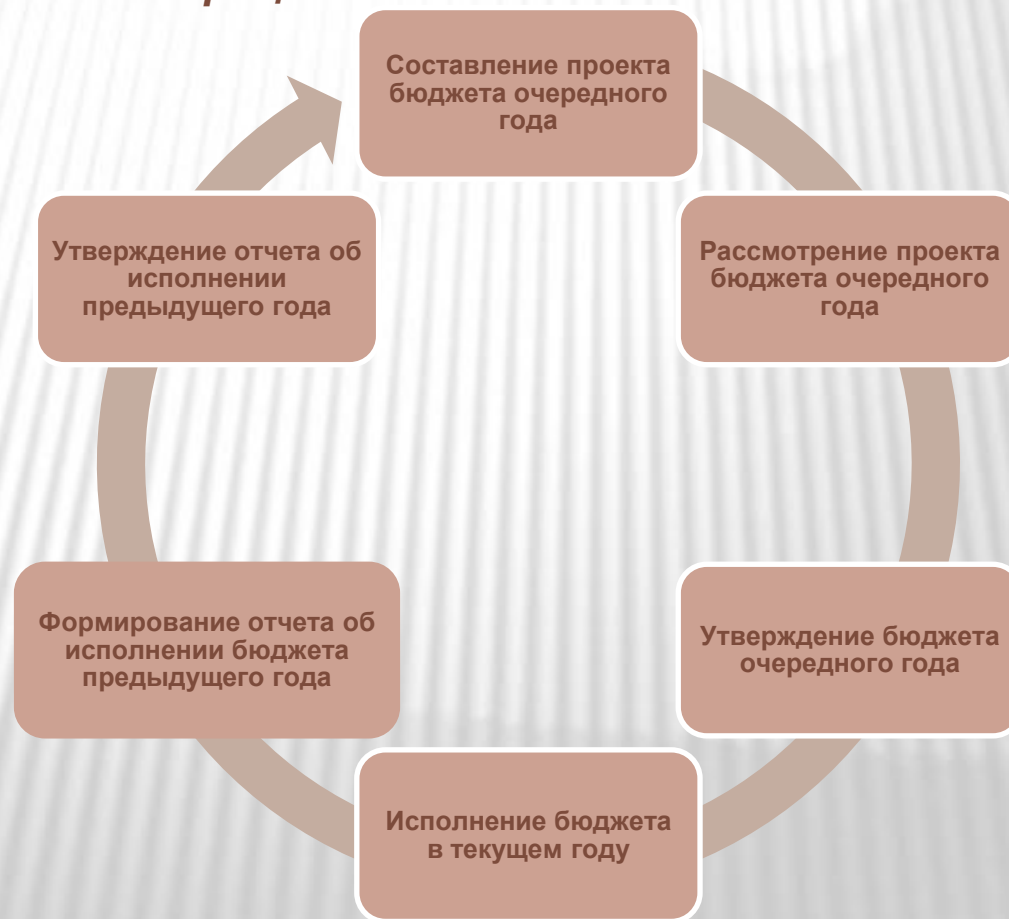 Составление проекта
бюджета очередного
года
Рассмотрение проекта
бюджета очередного
года
Утверждение бюджета
очередного года
Исполнение бюджета
в текущем году
Формирование отчета об
исполнении бюджета
предыдущего года
Утверждение отчета об
исполнении
предыдущего года